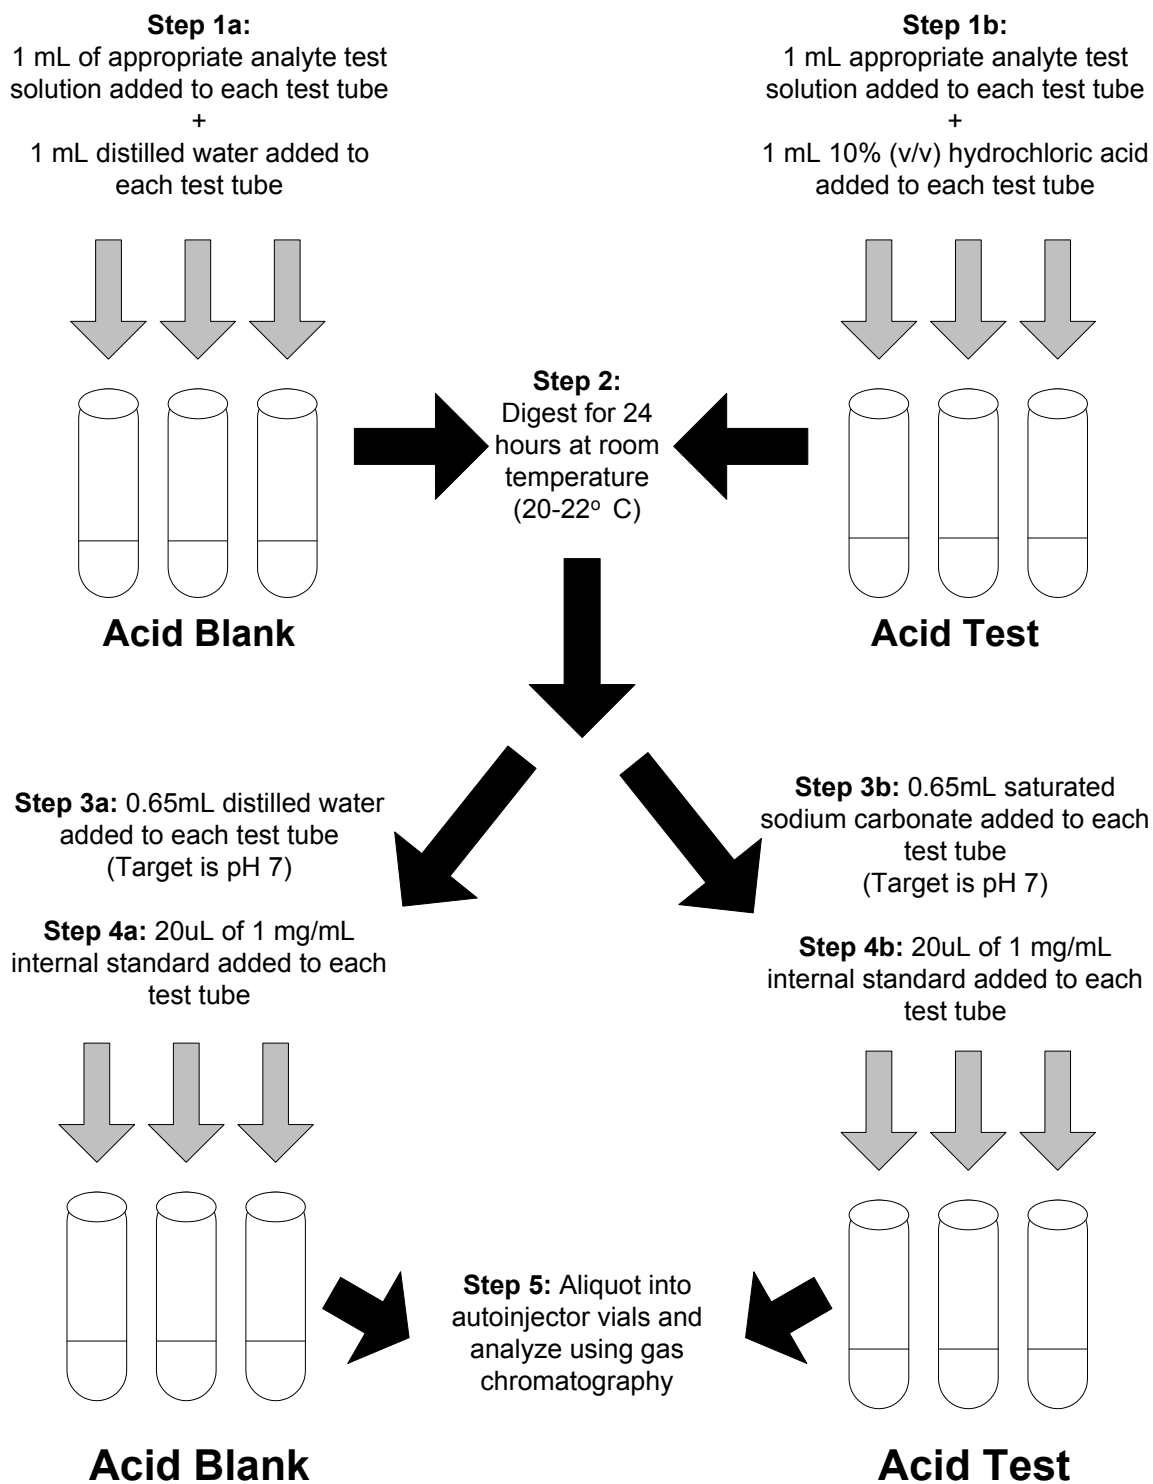 Step 1a:
1 mL of appropriate analyte test
solution added to each test tube
+
1 mL distilled water added to
each test tube
Step 1b:
1 mL appropriate analyte test
solution added to each test tube
+
1 mL 10% (v/v) hydrochloric acid
added to each test tube
Step 2:
Digest for 24
hours at room
temperature
(20-22º C)
Acid Blank
Acid Test
Step 3a: 0.65mL distilled water
added to each test tube
(Target is pH 7)
Step 4a: 20uL of 1 mg/mL
internal standard added to each
test tube
Step 3b: 0.65mL saturated
sodium carbonate added to each
test tube
(Target is pH 7)
Step 4b: 20uL of 1 mg/mL
internal standard added to each
test tube
Step 5: Aliquot into
autoinjector vials and
analyze using gas
chromatography
Acid Blank
Acid Test